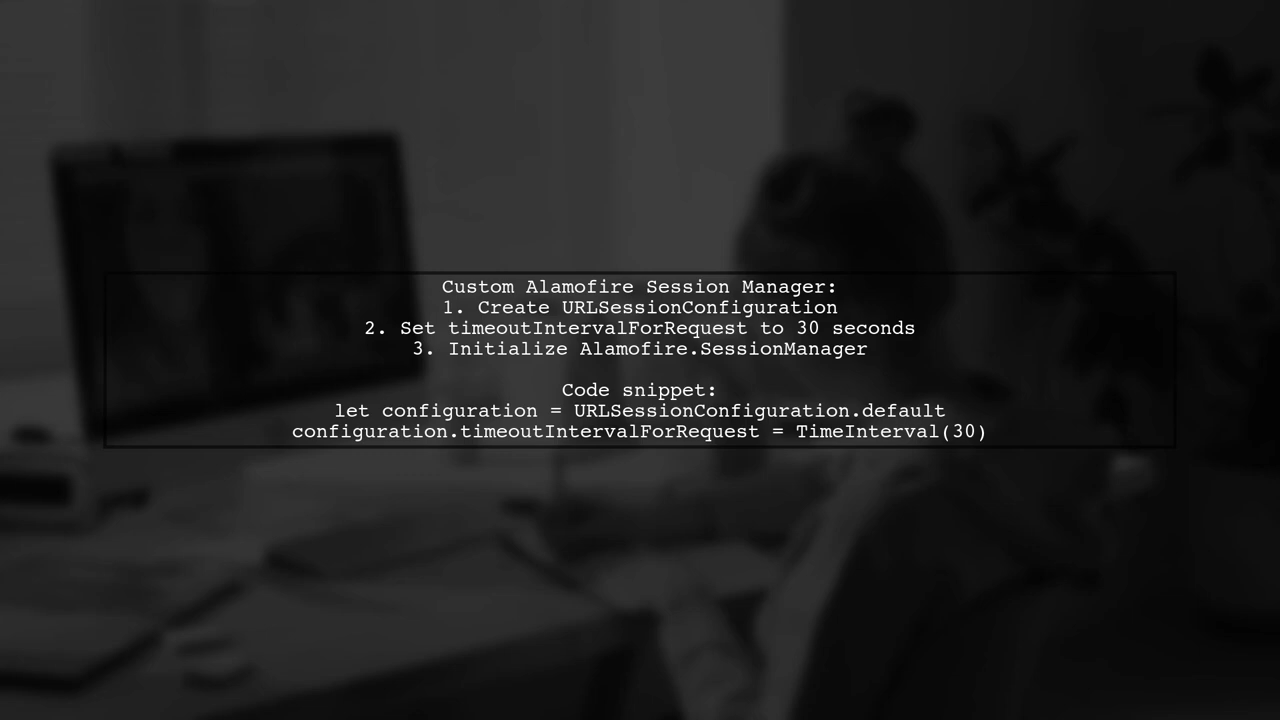 Custom Alamofire Session Manager:
1. Create URLSessionConfiguration
2. Set timeoutIntervalForRequest to 30 seconds
3. Initialize Alamofire.SessionManager
Code snippet:
let configuration = URLSessionConfiguration.default
configuration.timeoutIntervalForRequest = TimeInterval(30)